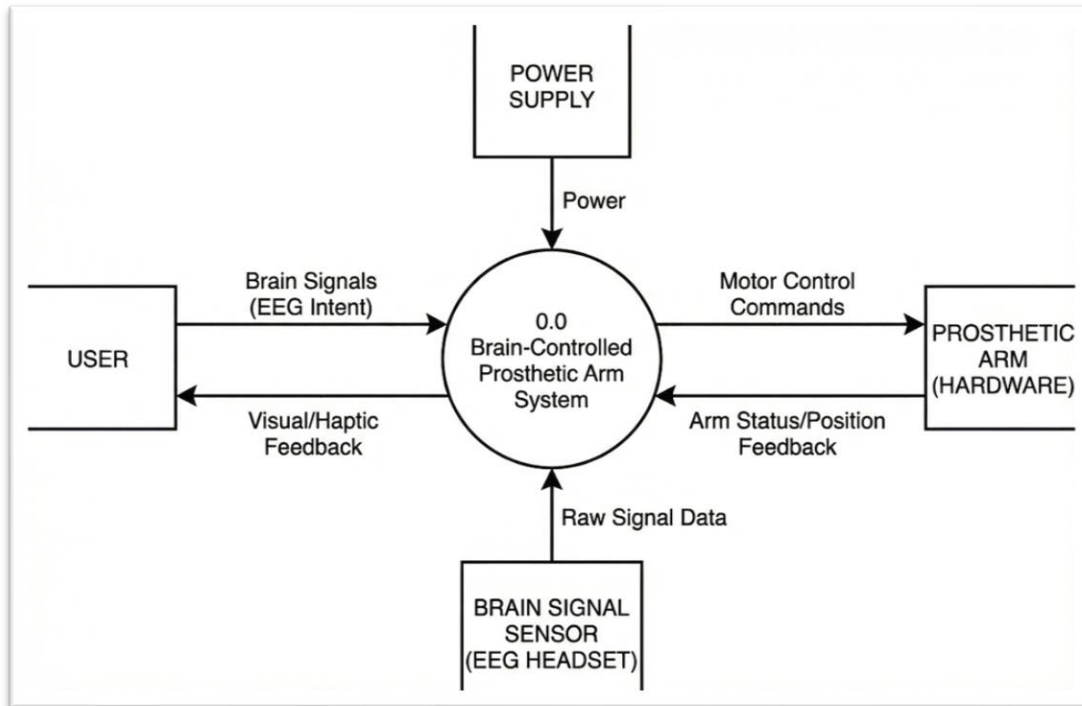 POWER
SUPPLY
Power
Brain Signals
(EEG Intent)
Motor Control
Commands
USER
0.0
Brain-Controlled
Prosthetic Arm
System
PROSTHETIC
ARM
(HARDWARE)
Visual/Haptic
Feedback
Arm Status/Position
Feedback
Raw Signal Data
BRAIN SIGNAL
SENSOR
(EEG HEADSET)